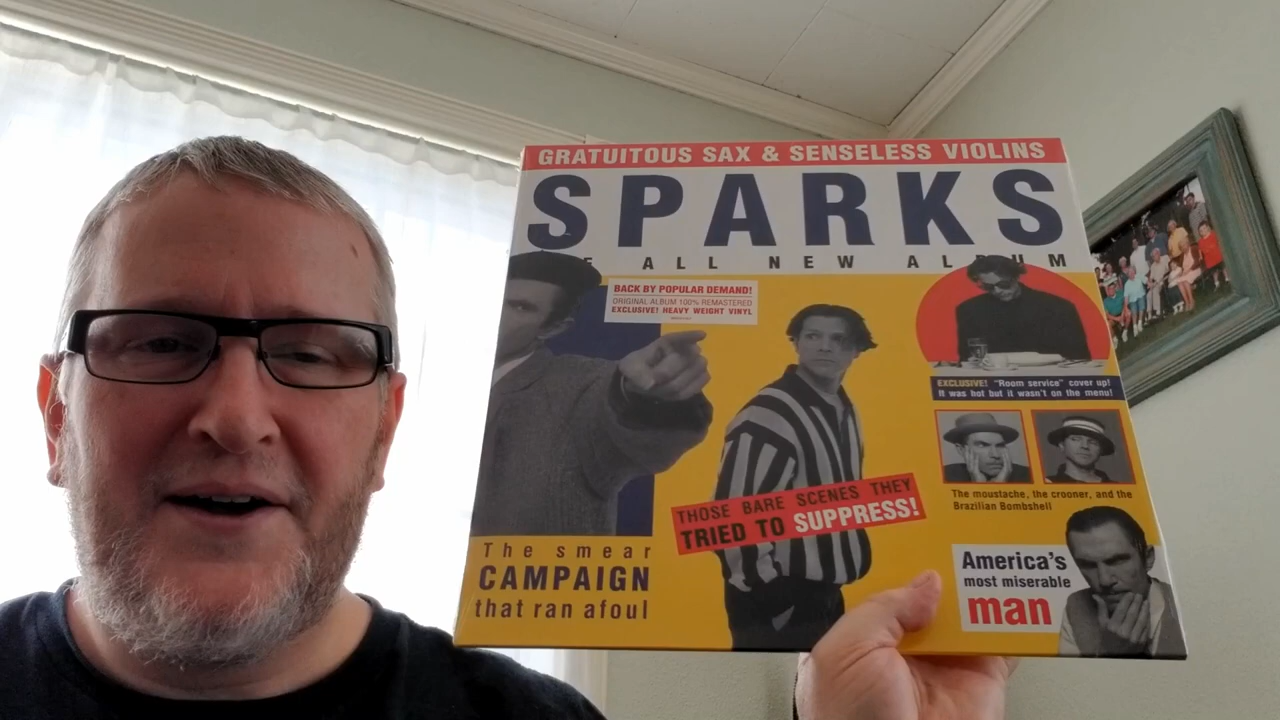 GRATUITOUS SAX & SENSELESS VIOLINS
SPARKS
ALL NEW ALBUM
BACK BY POPULAR DEMAND!
ORIGINAL ALBUM 100% REMASTERED
EXCLUSIVE! HEAVY WEIGHT VINYL
EXCLUSIVE! "Room service" cover up!
It was hot but it wasn't on the menu!
The moustache, the crooner, and the
Brazilian Bombshell
THOSE BARE SCENES THEY
TRIED TO SUPPRESS!
The smear
CAMPAIGN
that ran afoul
America's
most miserable
man